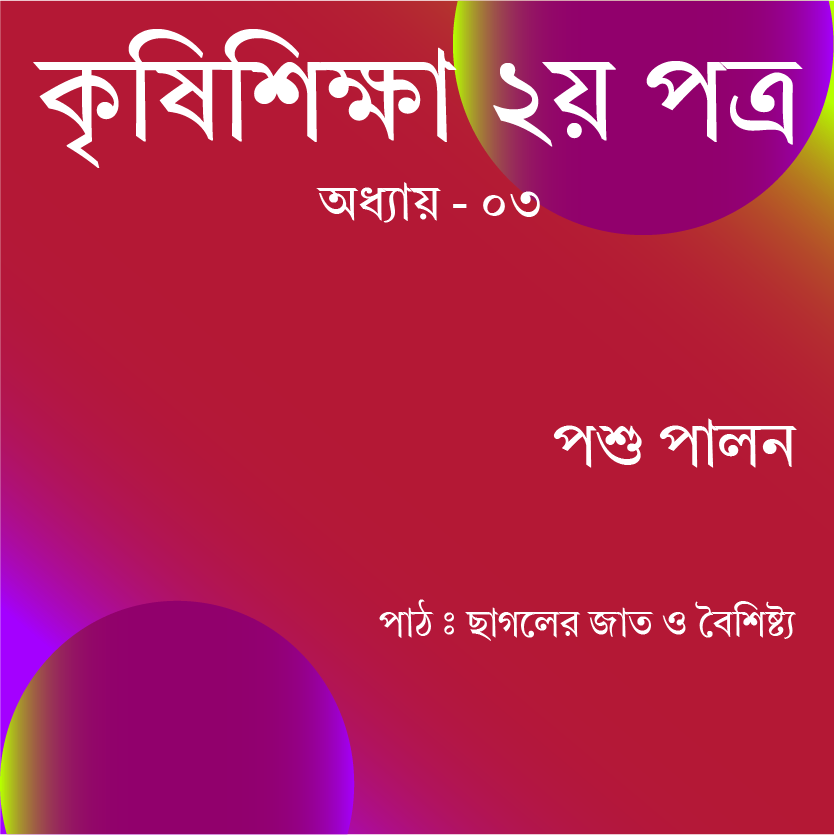 কৃষিশিক্ষা ২য় পত্র
অধ্যায় - ০৩
পশু পালন
পাঠ ঃ ছাগলের জাত ও বৈশিষ্ট্য